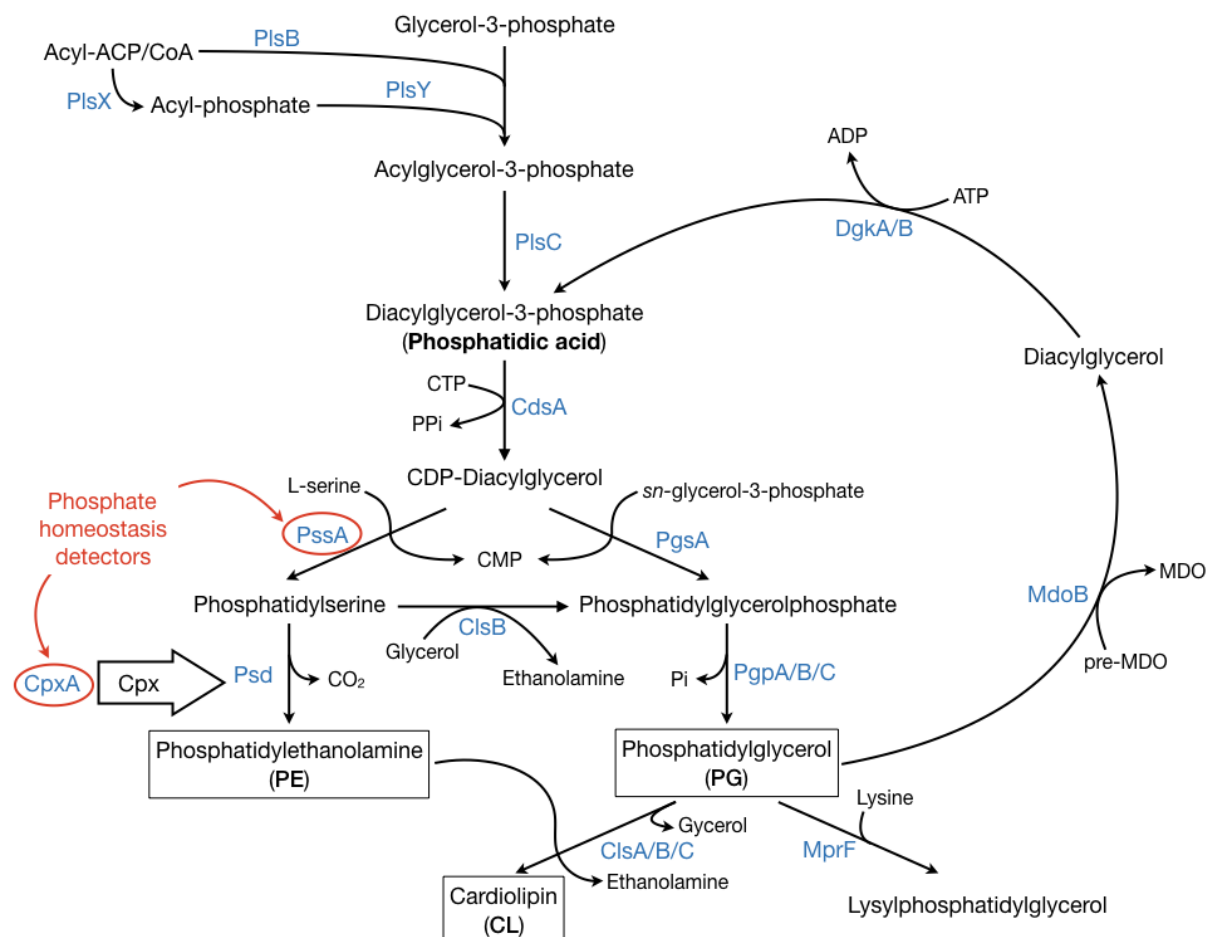 Glycerol-3-phosphate
PlsB
Acyl-ACP/CoA
PlsX
Acyl-phosphate
PlsY
ADP
ATP
DgkA/B
Acylglycerol-3-phosphate
PlsC
Diacylglycerol-3-phosphate
(Phosphatidic acid)
Diacylglycerol
CTP
CdsA
PPi
CDP-Diacylglycerol
L-serine
sn-glycerol-3-phosphate
Phosphate
homeostasis
detectors
PssA
CMP
PgsA
MDO
MdoB
pre-MDO
Phosphatidylserine
Phosphatidylglycerolphosphate
ClsB
Glycerol
Ethanolamine
CpxA
Cpx
Psd
CO₂
Pi
PgpA/B/C
Phosphatidylethanolamine
(PE)
Phosphatidylglycerol
(PG)
Gycerol
Lysine
ClsA/B/C
MprF
Ethanolamine
Cardiolipin
(CL)
Lysylphosphatidylglycerol